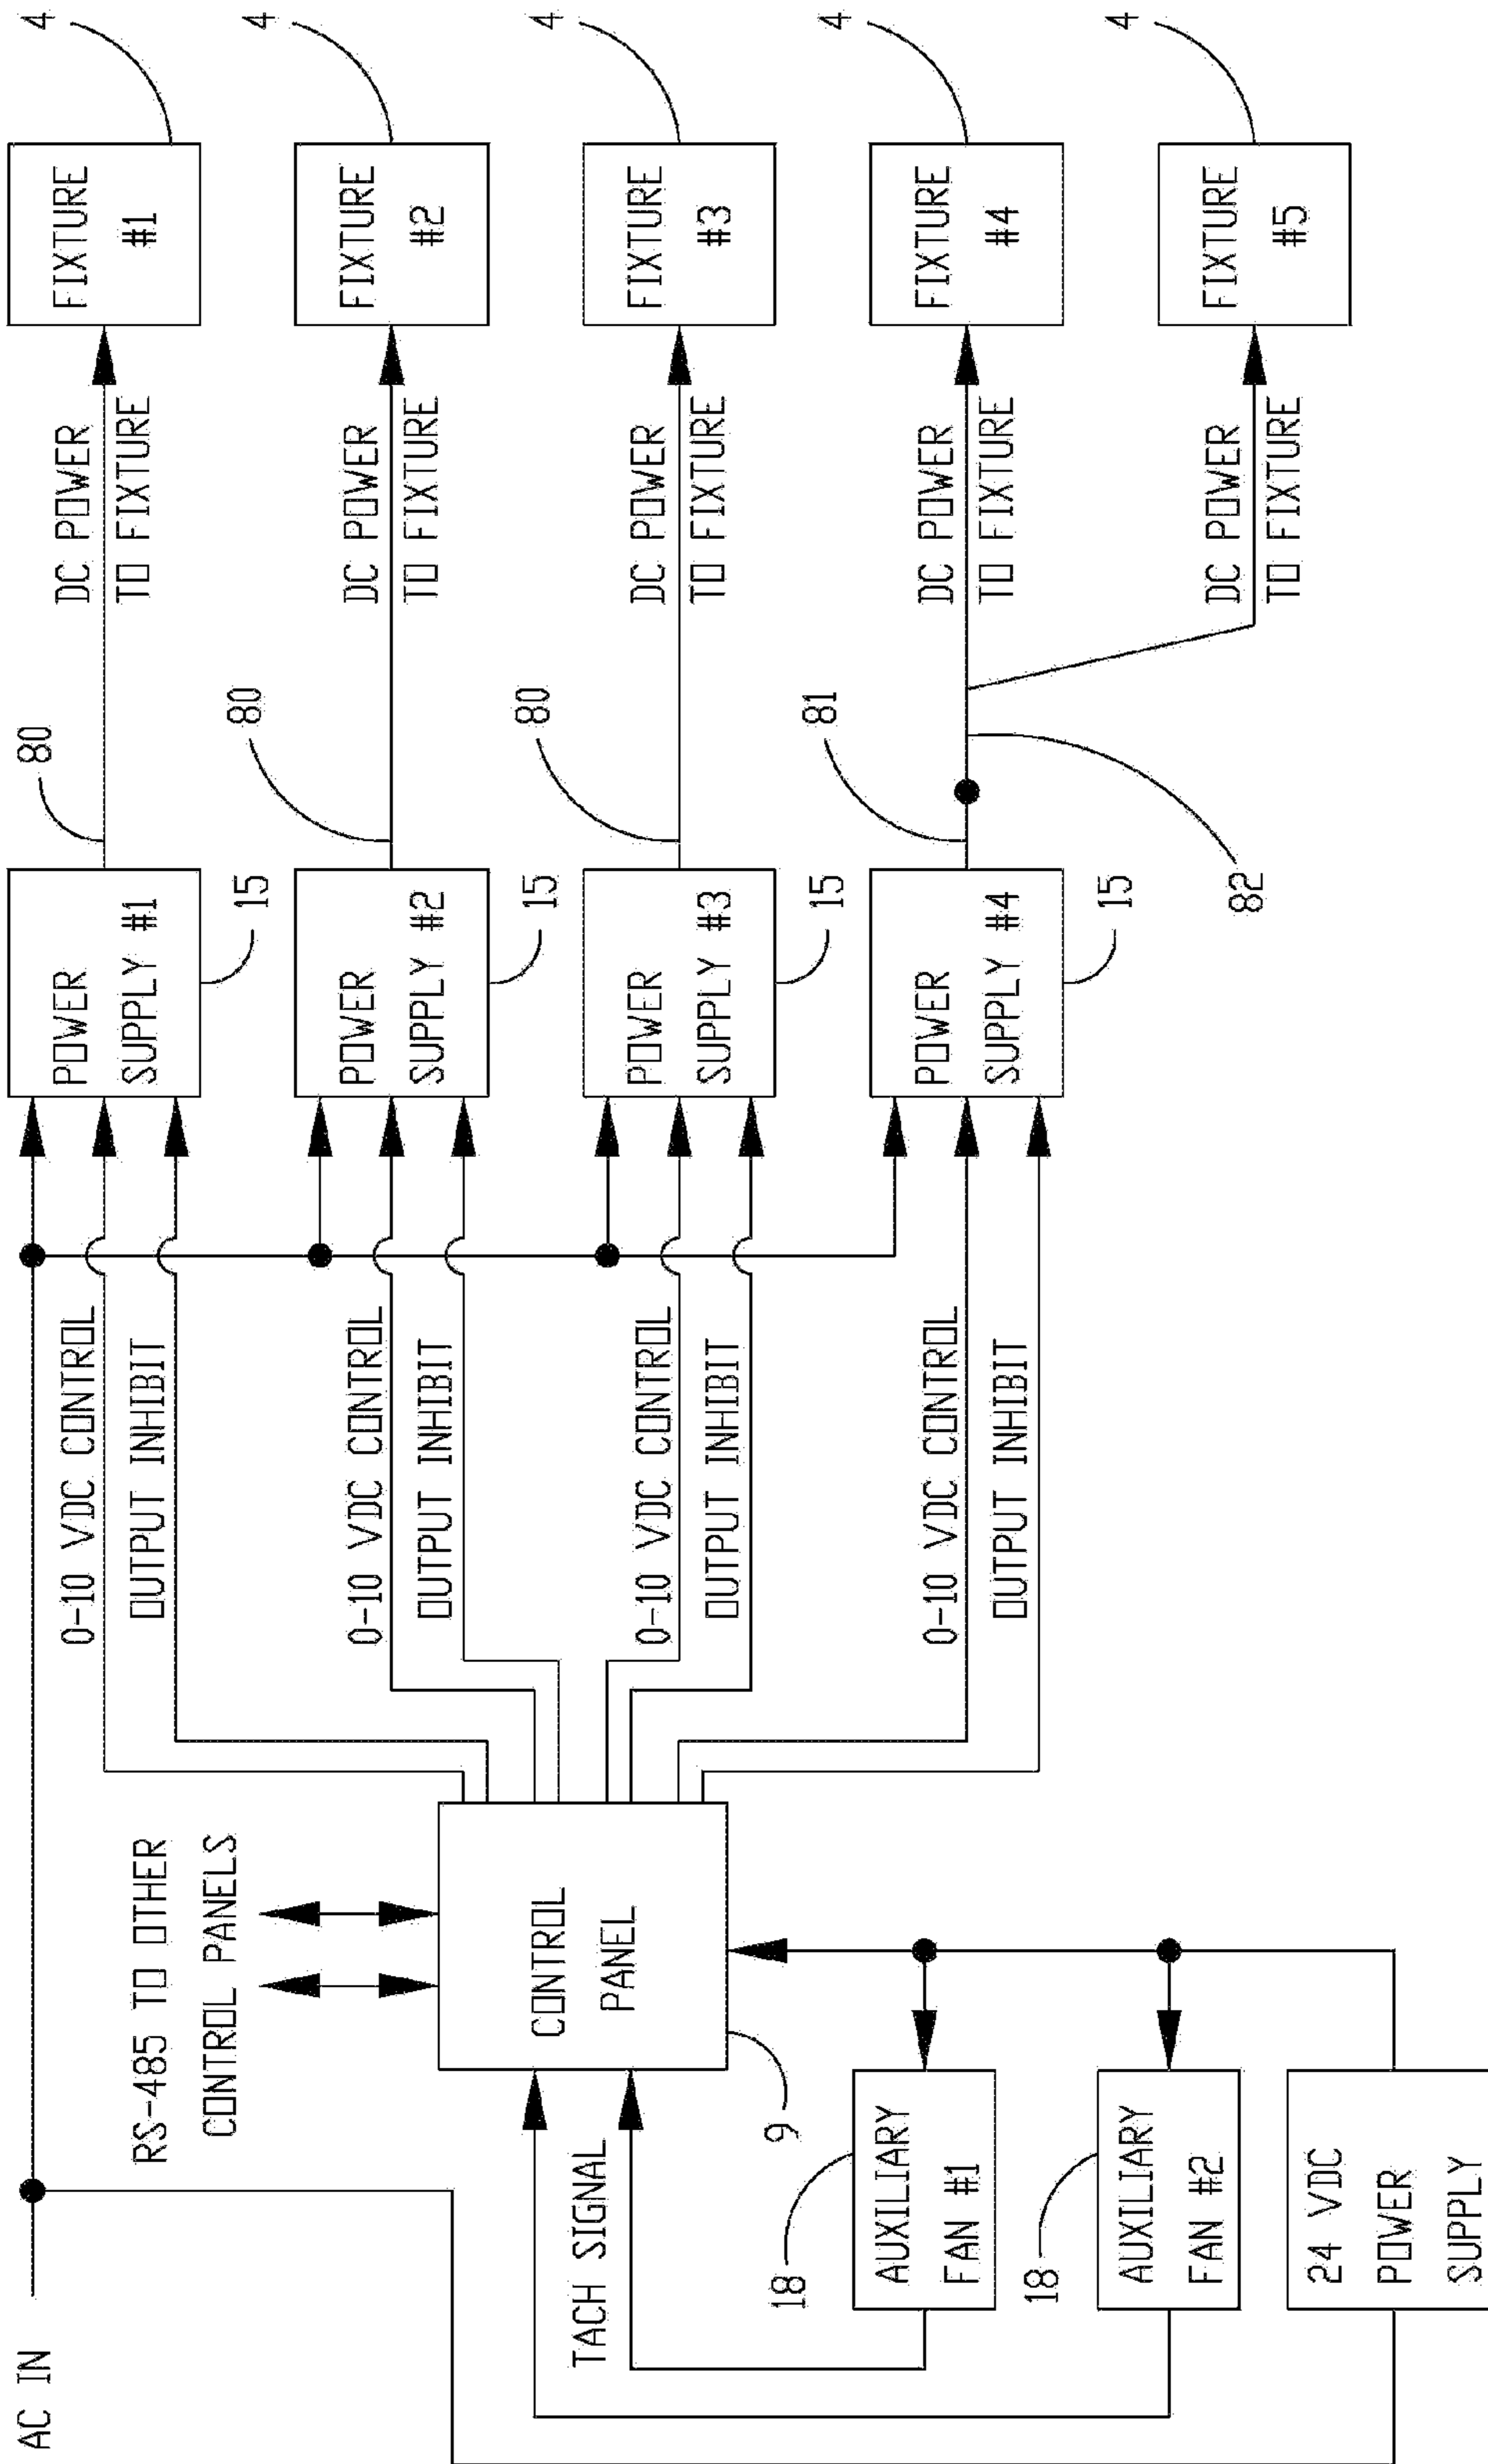 AC IN
RS-485 TO OTHER
CONTROL PANELS
0-10 VDC CONTROL
OUTPUT INHIBIT
POWER
SUPPLY #1
15
80
DC POWER
TO FIXTURE
FIXTURE
#1
4
0-10 VDC CONTROL
OUTPUT INHIBIT
POWER
SUPPLY #2
15
80
DC POWER
TO FIXTURE
FIXTURE
#2
4
CONTROL
PANEL
9
TACH SIGNAL
0-10 VDC CONTROL
OUTPUT INHIBIT
POWER
SUPPLY #3
15
80
DC POWER
TO FIXTURE
FIXTURE
#3
4
18
AUXILIARY
FAN #1
0-10 VDC CONTROL
OUTPUT INHIBIT
POWER
SUPPLY #4
15
81
82
DC POWER
TO FIXTURE
FIXTURE
#4
4
18
AUXILIARY
FAN #2
DC POWER
TO FIXTURE
FIXTURE
#5
4
24 VDC
POWER
SUPPLY